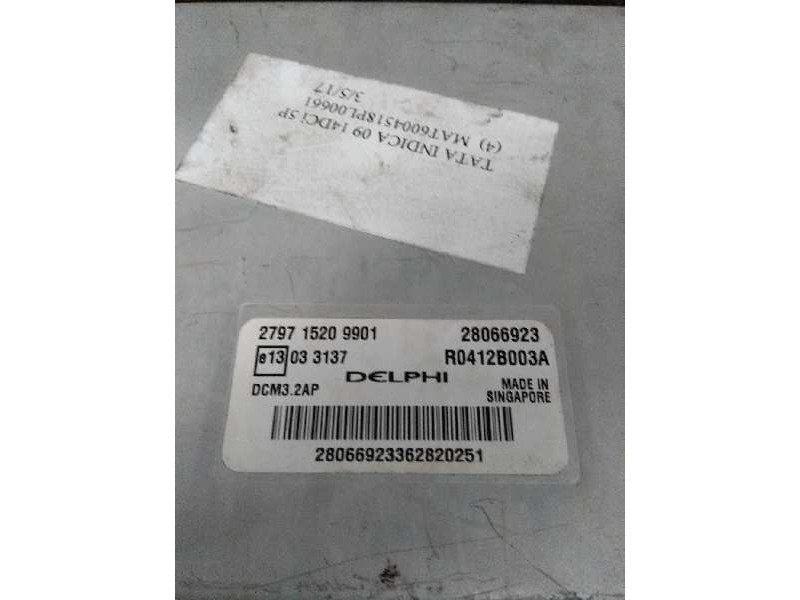 TATA INDICA 09 14DCi 5P
(4) MAT6004518PL00661
3/5/17
2797 1520 9901
28066923
e13 03 3137
R0412B003A
DELPHI
DCM3.2AP
MADE IN
SINGAPORE
28066923362820251